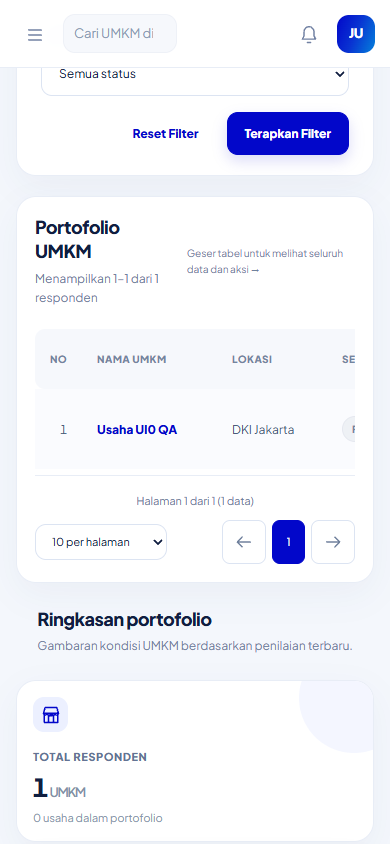 Cari UMKM di
JU
Semua status
Reset Filter
Terapkan Filter
Portofolio
UMKM
Menampilkan 1–1 dari 1
responden
Geser tabel untuk melihat seluruh
data dan aksi →
NO NAMA UMKM LOKASI
1 Usaha UI0 QA DKI Jakarta
Halaman 1 dari 1 (1 data)
10 per halaman
1
Ringkasan portofolio
Gambaran kondisi UMKM berdasarkan penilaian terbaru.
TOTAL RESPONDEN
1 UMKM
0 usaha dalam portofolio